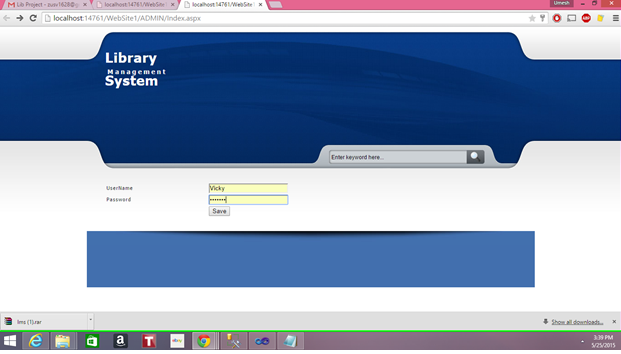 Lib Project - zuuv1628@g
localhost:14761/WebSite
localhost:14761/WebSite
Umesh
localhost:14761/WebSite1/ADMIN/Index.aspx
Library
Management
System
Enter keyword here...
UserName
Vicky
Password
Save
lms (1).rar
Show all downloads...
3:39 PM
5/25/2015